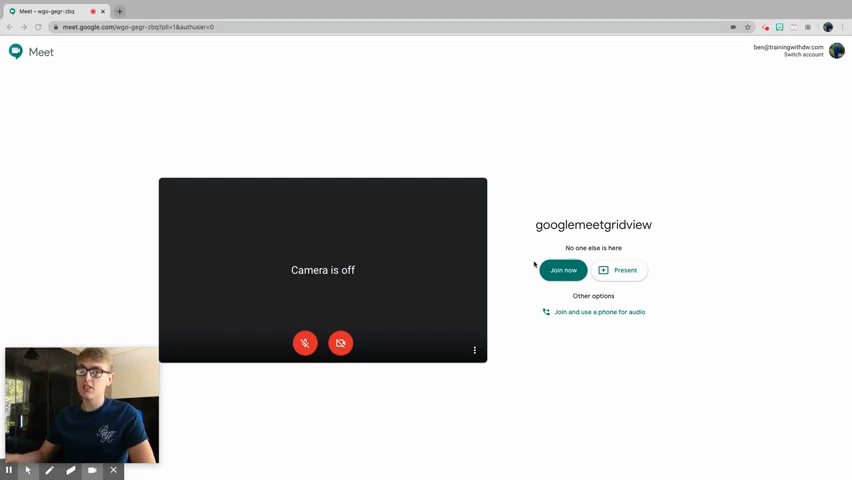 Meet – wgo-gegr-zbq
meet.google.com/wgo-gegr-zbq?pli=1&authuser=0
Meet
ben@trainingwithdw.com
Switch account
Camera is off
googlemeetgridview
No one else is here
Join now
Present
Other options
Join and use a phone for audio